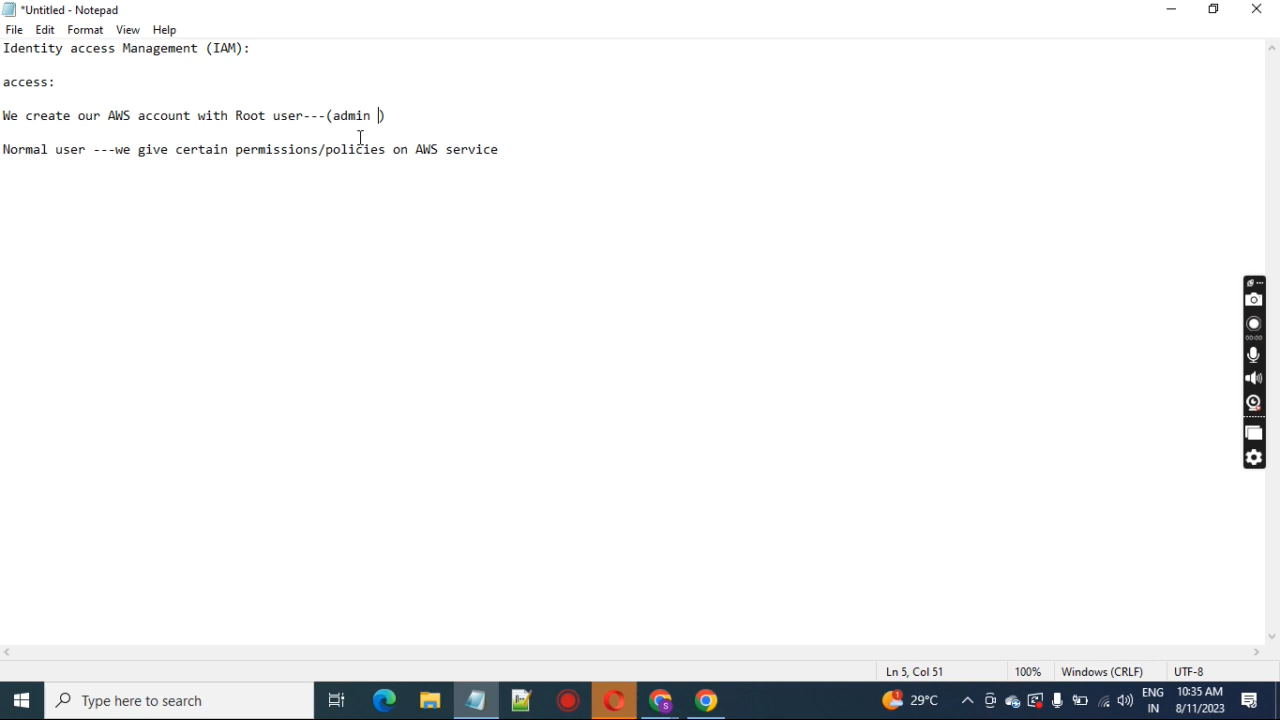 *Untitled - Notepad
File Edit Format View Help
Identity access Management (IAM):
access:
We create our AWS account with Root user---(admin )
Normal user ---we give certain permissions/policies on AWS service
00:00
Ln 5, Col 51 100% Windows (CRLF) UTF-8
Type here to search
29°C
ENG
IN
10:35 AM
8/11/2023